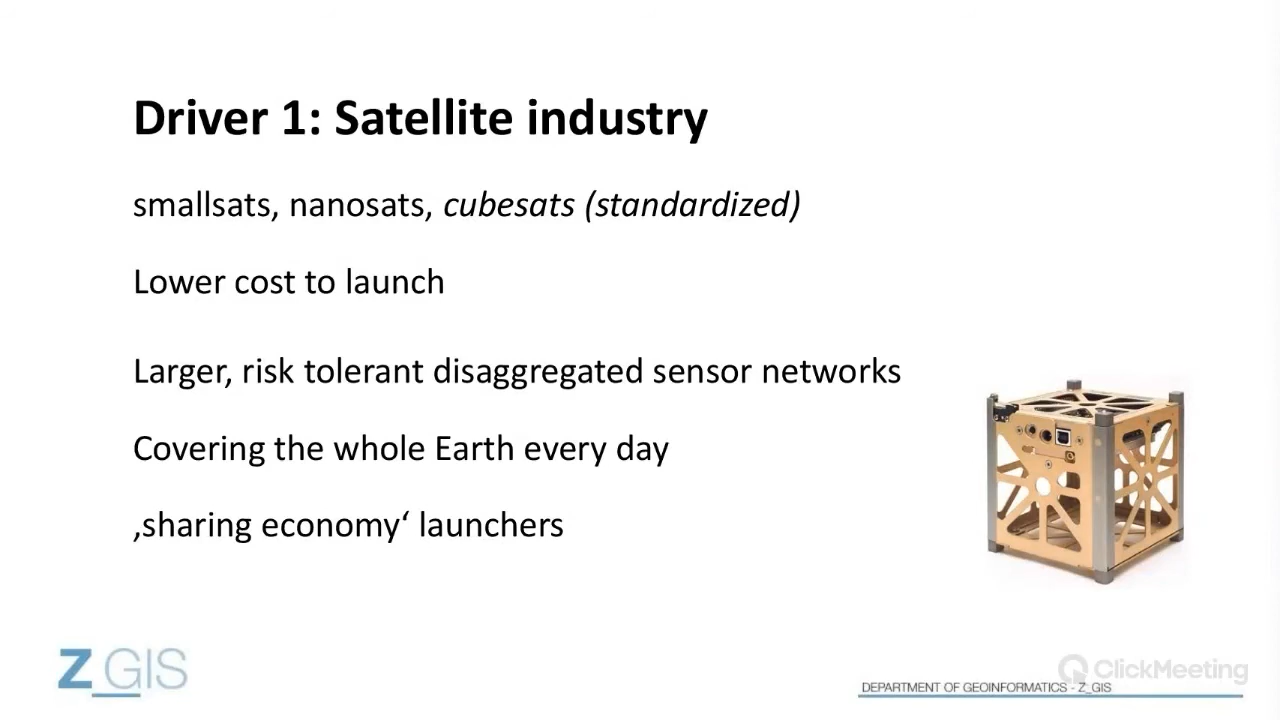 Driver 1: Satellite industry
smallsats, nanosats, cubesats (standardized)
Lower cost to launch
Larger, risk tolerant disaggregated sensor networks
Covering the whole Earth every day
‚sharing economy‘ launchers
Z_GIS
ClickMeeting
DEPARTMENT OF GEOINFORMATICS - Z_GIS